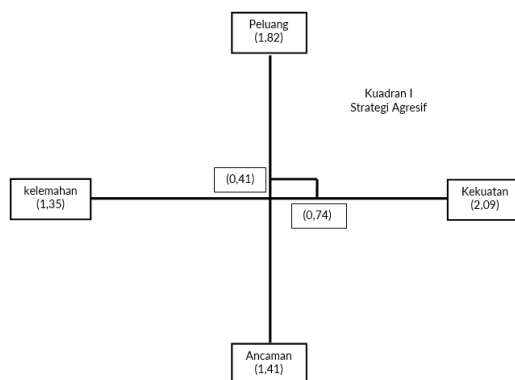 Peluang
(1,82)
Kuadran I
Strategi Agresif
(0,41)
kelemahan
(1,35)
Kekuatan
(2,09)
(0,74)
Ancaman
(1,41)